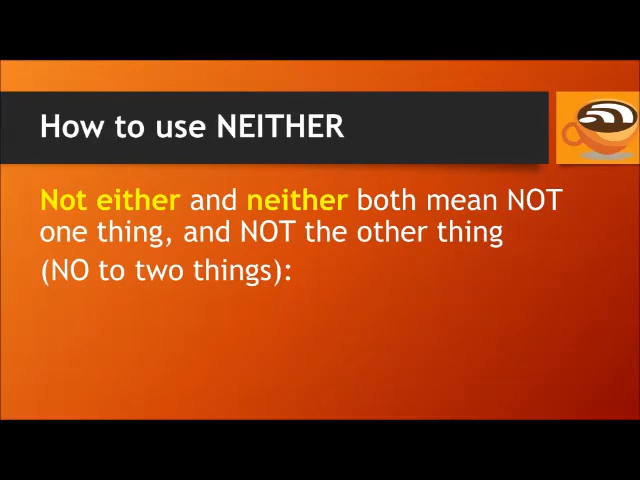 How to use NEITHER
Not either and neither both mean NOT
one thing, and NOT the other thing
(NO to two things):